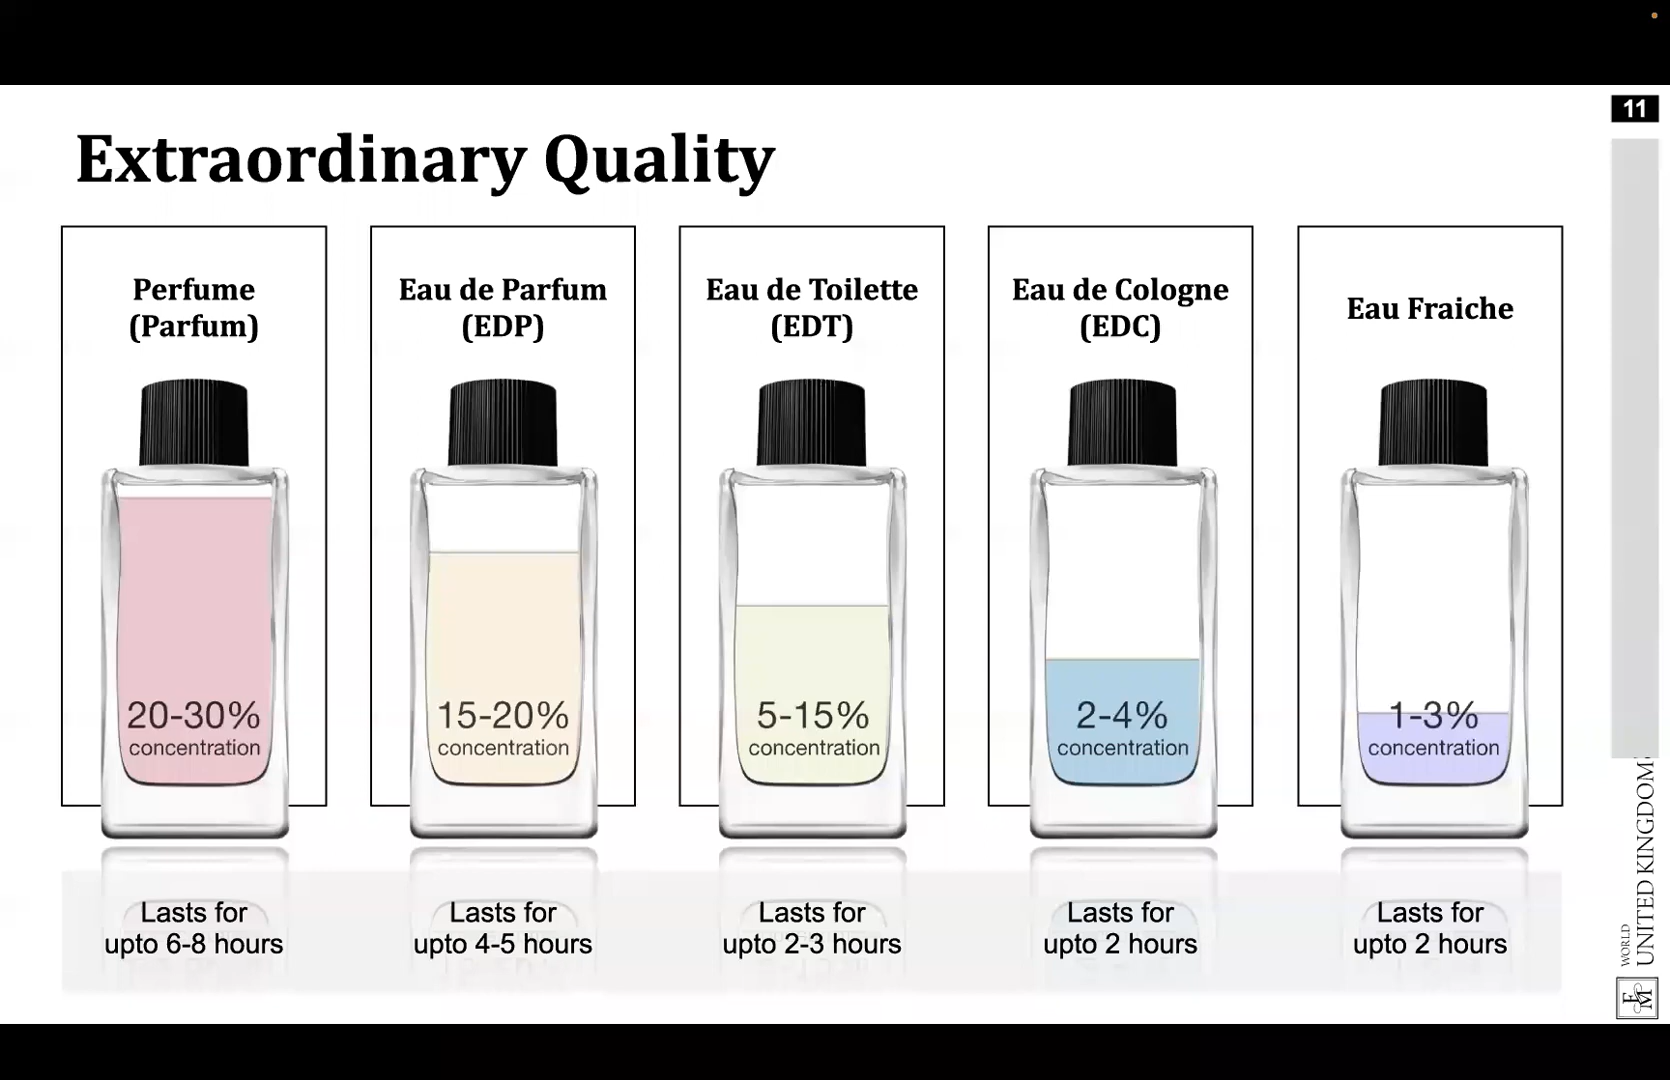 11
Extraordinary Quality
Perfume
(Parfum)
20-30%
concentration
Lasts for
upto 6-8 hours
Eau de Parfum
(EDP)
15-20%
concentration
Lasts for
upto 4-5 hours
Eau de Toilette
(EDT)
5-15%
concentration
Lasts for
upto 2-3 hours
Eau de Cologne
(EDC)
2-4%
concentration
Lasts for
upto 2 hours
Eau Fraiche
1-3%
concentration
Lasts for
upto 2 hours
FM
WORLD
UNITED KINGDOM